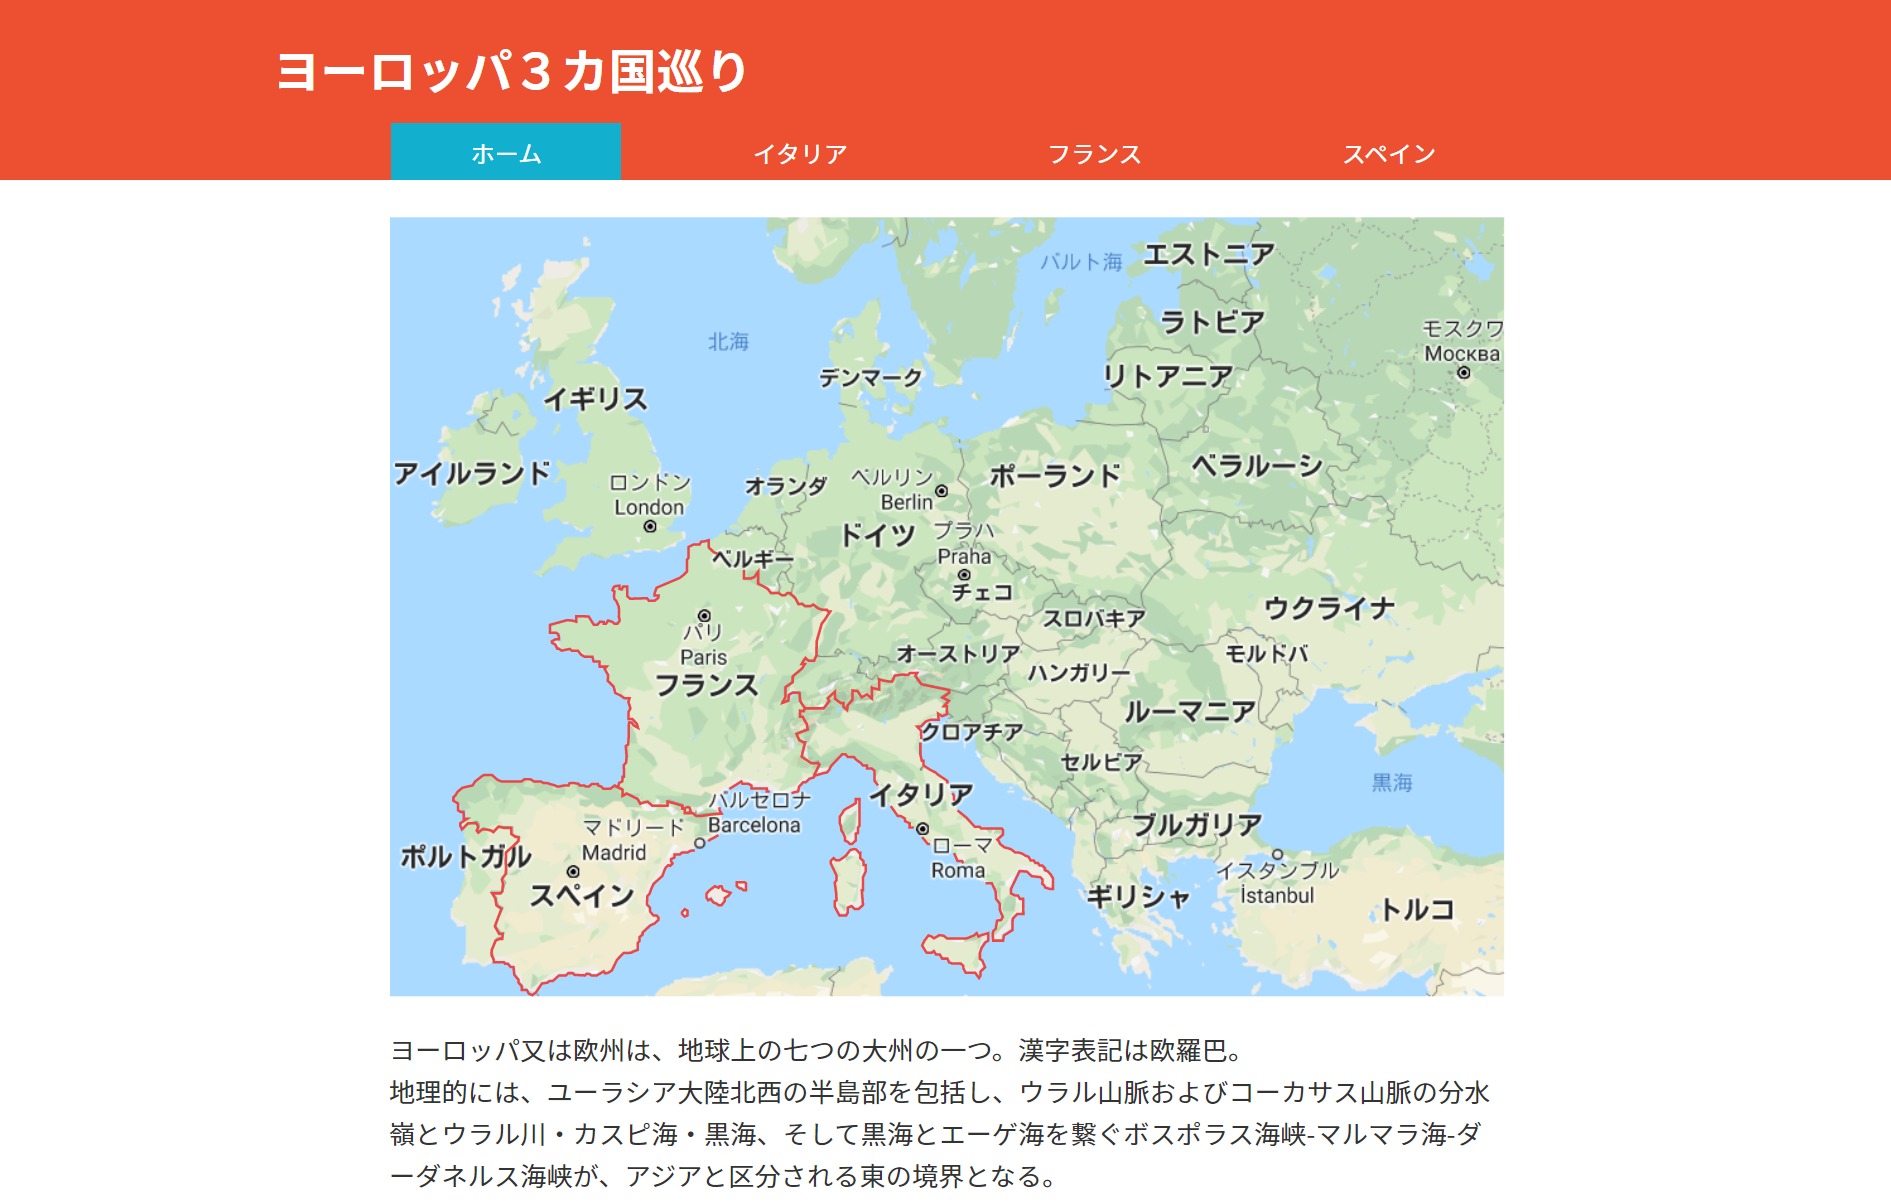 ヨーロッパ３カ国巡り
ホーム
イタリア
フランス
スペイン
バルト海
エストニア
ラトビア
モスクワ
Москва
北海
リトアニア
デンマーク
イギリス
アイルランド
ロンドン
London
オランダ
ベルリン
Berlin
ポーランド
ベラルーシ
ドイツ
プラハ
Praha
ベルギー
チェコ
スロバキア
ウクライナ
パリ
Paris
フランス
オーストリア
ハンガリー
モルドバ
ルーマニア
クロアチア
セルビア
黒海
イタリア
バルセロナ
Barcelona
マドリード
Madrid
ブルガリア
ローマ
Roma
ポルトガル
スペイン
イスタンブル
İstanbul
ギリシャ
トルコ
ヨーロッパ又は欧州は、地球上の七つの大州の一つ。漢字表記は欧羅巴。
地理的には、ユーラシア大陸北西の半島部を包括し、ウラル山脈およびコーカサス山脈の分水
嶺とウラル川・カスピ海・黒海、そして黒海とエーゲ海を繋ぐボスポラス海峡-マルマラ海-ダ
ーダネルス海峡が、アジアと区分される東の境界となる。